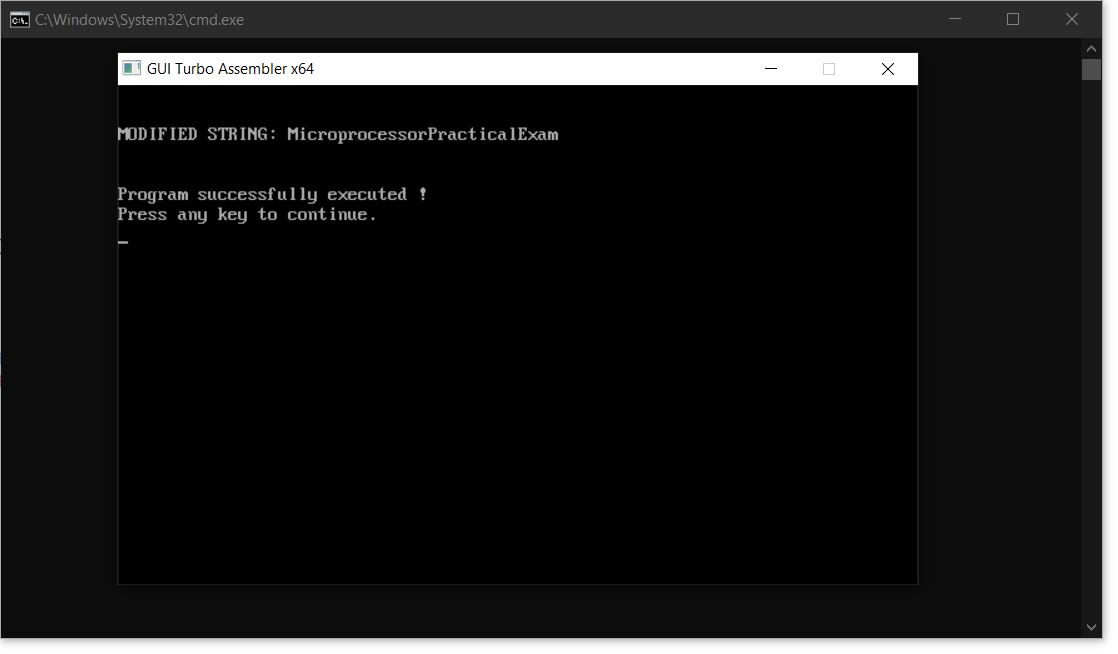 C:\Windows\System32\cmd.exe
GUI Turbo Assembler x64
MODIFIED STRING: MicroprocessorPracticalExam
Program successfully executed !
Press any key to continue.